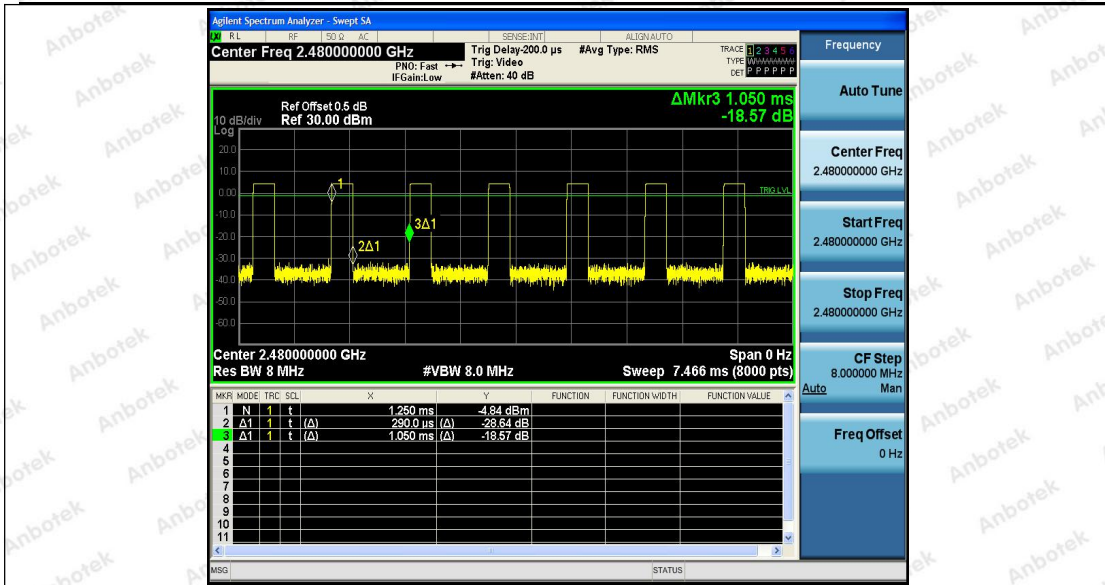 Agilent Spectrum Analyzer - Swept SA
RL RF 50 Ω AC SENSE:INT ALIGN AUTO
Center Freq 2.480000000 GHz
PNO: Fast
IFGain:Low
Trig Delay-200.0 µs
Trig: Video
#Atten: 40 dB
#Avg Type: RMS
TRACE 1 2 3 4 5 6
TYPE WWWWWW
DET P P P P P P
ΔMkr3 1.050 ms
-18.57 dB
Ref Offset 0.5 dB
10 dB/div Ref 30.00 dBm
Log
20.0
10.0
0.00
-10.0
-20.0
-30.0
-40.0
-50.0
-60.0
1
2Δ1
3Δ1
TRIG LVL
Center 2.480000000 GHz Span 0 Hz
Res BW 8 MHz #VBW 8.0 MHz Sweep 7.466 ms (8000 pts)
MKR MODE TRC SCL X Y FUNCTION FUNCTION WIDTH FUNCTION VALUE
1 N 1 t 1.250 ms -4.84 dBm
2 Δ1 1 t (Δ) 290.0 µs (Δ) -28.64 dB
3 Δ1 1 t (Δ) 1.050 ms (Δ) -18.57 dB
4
5
6
7
8
9
10
11
MSG STATUS
Frequency
Auto Tune
Center Freq
2.480000000 GHz
Start Freq
2.480000000 GHz
Stop Freq
2.480000000 GHz
CF Step
8.000000 MHz
Auto Man
Freq Offset
0 Hz
Anbotek